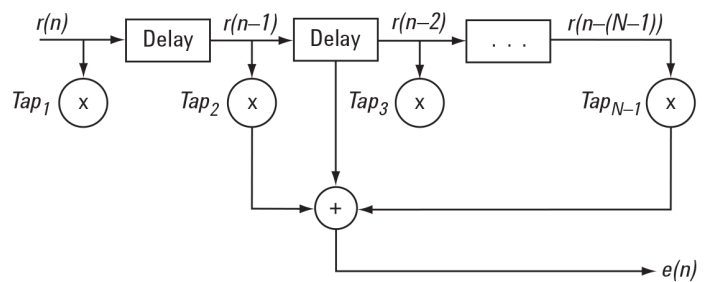 r(n) Delay r(n–1) Delay r(n–2) . . . r(n–(N–1))
Tap1 x Tap2 x Tap3 x TapN–1 x
+
e(n)